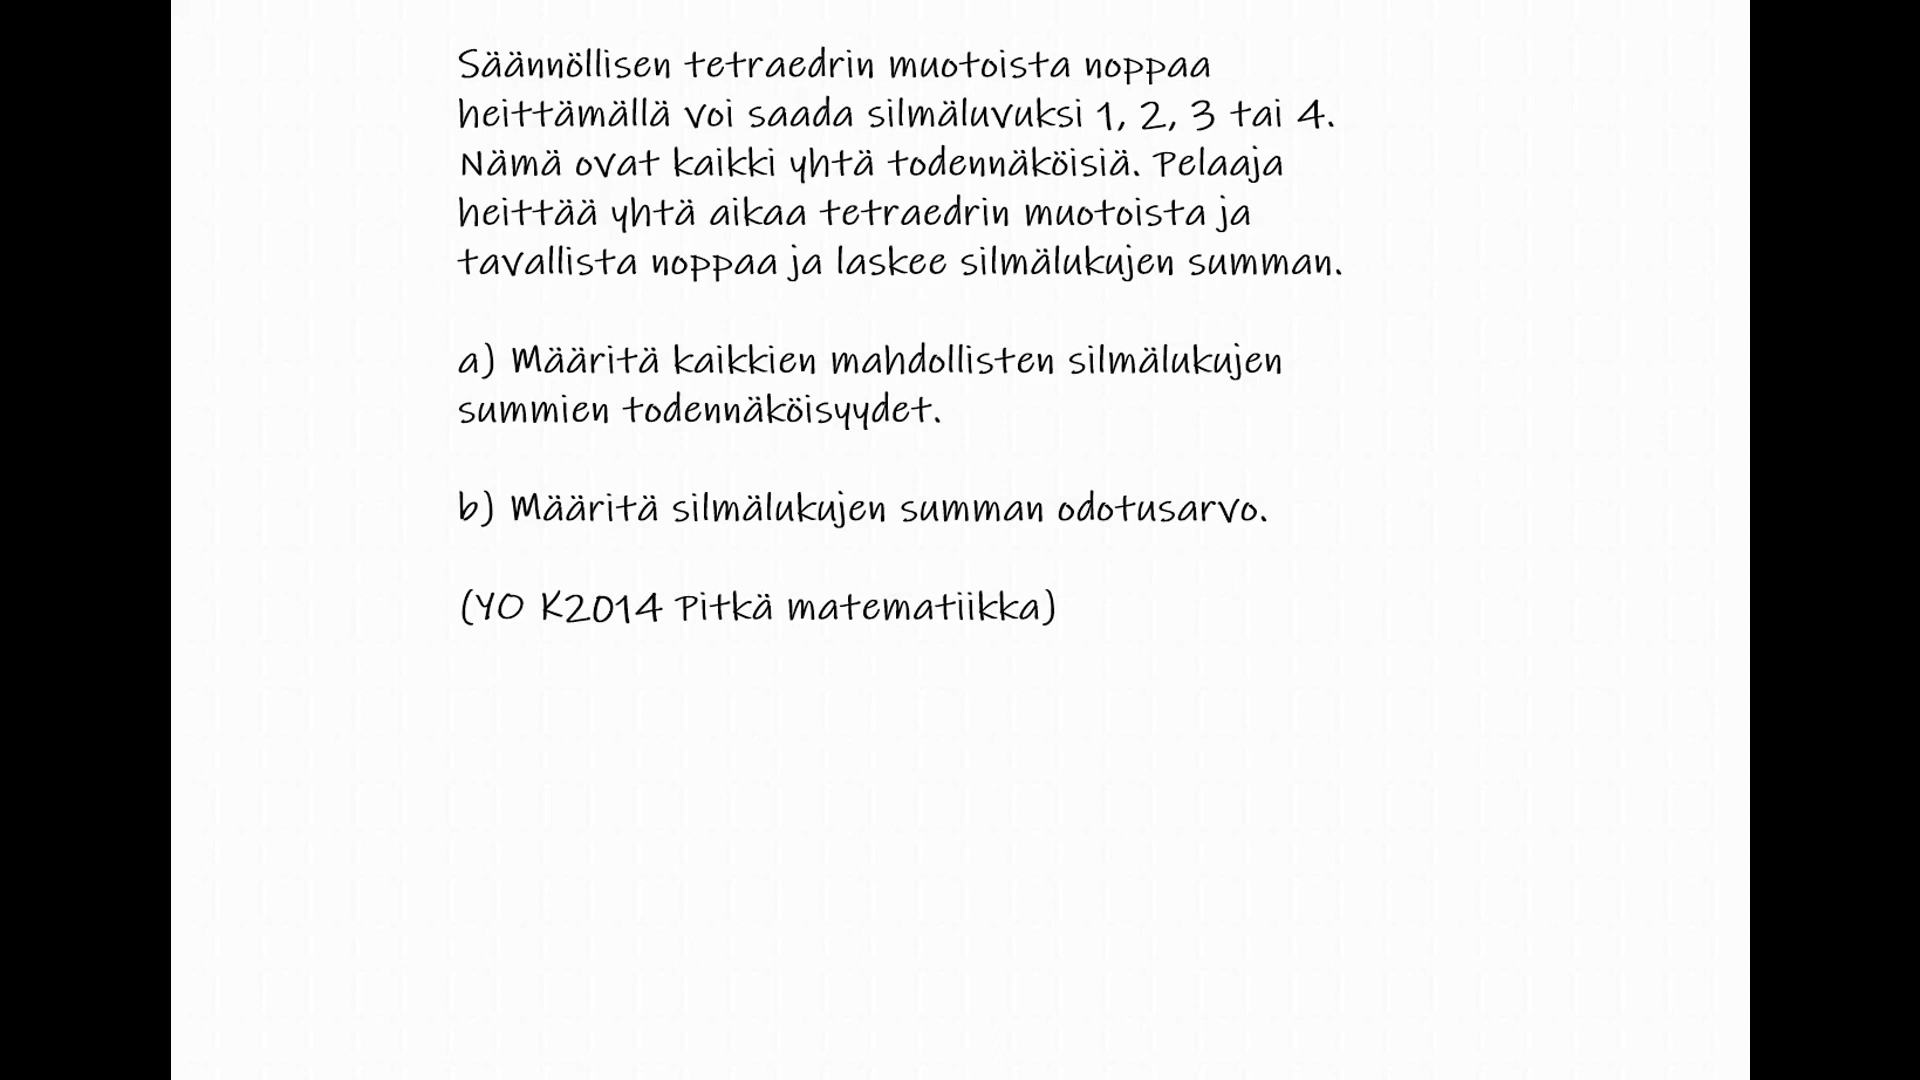 Säännöllisen tetraedrin muotoista noppaa
heittämällä voi saada silmäluvuksi 1, 2, 3 tai 4.
Nämä ovat kaikki yhtä todennäköisiä. Pelaaja
heittää yhtä aikaa tetraedrin muotoista ja
tavallista noppaa ja laskee silmälukujen summan.
a) Määritä kaikkien mahdollisten silmälukujen
summien todennäköisyydet.
b) Määritä silmälukujen summan odotusarvo.
(YO K2014 Pitkä matematiikka)